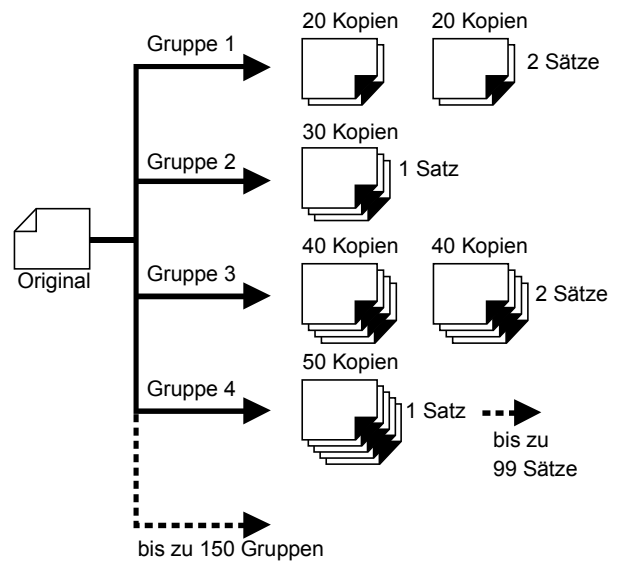 20 Kopien 20 Kopien
Gruppe 1
2 Sätze
30 Kopien
Gruppe 2
1 Satz
40 Kopien 40 Kopien
Original
Gruppe 3
2 Sätze
50 Kopien
Gruppe 4
1 Satz
bis zu
99 Sätze
bis zu 150 Gruppen